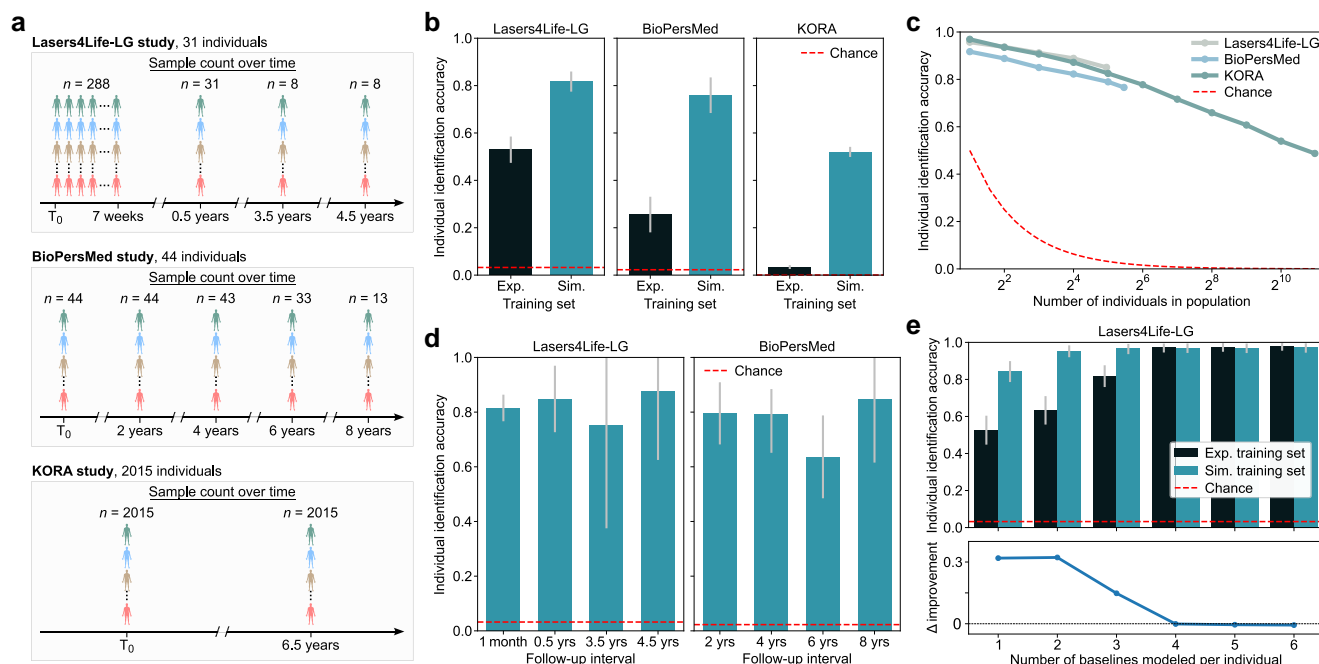 a
Lasers4Life-LG study, 31 individuals
Sample count over time
n = 288
n = 31
n = 8
n = 8
T0
7 weeks
0.5 years
3.5 years
4.5 years
BioPersMed study, 44 individuals
Sample count over time
n = 44
n = 44
n = 43
n = 33
n = 13
T0
2 years
4 years
6 years
8 years
KORA study, 2015 individuals
Sample count over time
n = 2015
n = 2015
T0
6.5 years
b
Lasers4Life-LG
BioPersMed
KORA
Individual identification accuracy
1.0
0.8
0.6
0.4
0.2
0.0
Chance
Exp.
Sim.
Exp.
Sim.
Exp.
Sim.
Training set
Training set
Training set
c
Individual identification accuracy
1.0
0.8
0.6
0.4
0.2
0.0
Lasers4Life-LG
BioPersMed
KORA
Chance
2^2
2^4
2^6
2^8
2^10
Number of individuals in population
d
Lasers4Life-LG
BioPersMed
Individual identification accuracy
1.0
0.8
0.6
0.4
0.2
0.0
Chance
1 month
0.5 yrs
3.5 yrs
4.5 yrs
2 yrs
4 yrs
6 yrs
8 yrs
Follow-up interval
Follow-up interval
e
Lasers4Life-LG
Individual identification accuracy
1.0
0.8
0.6
0.4
0.2
0.0
Exp. training set
Sim. training set
Chance
Δ improvement
0.3
0
1
2
3
4
5
6
Number of baselines modeled per individual